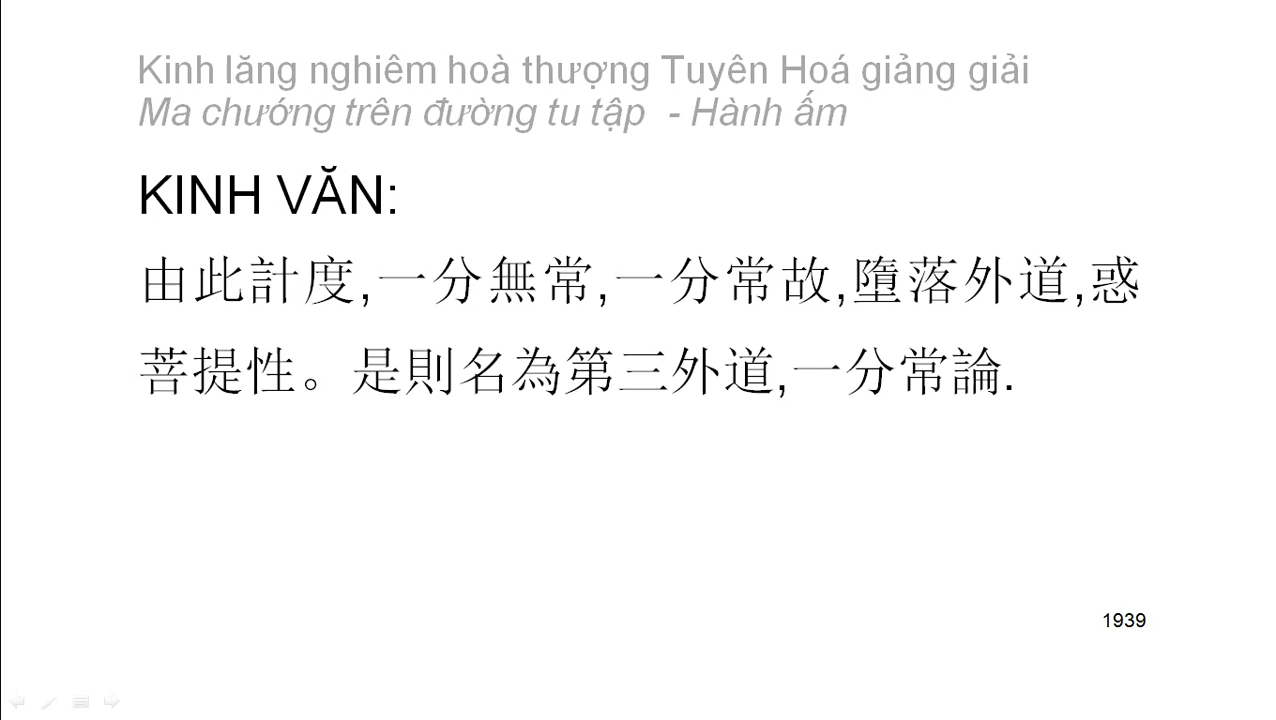 Kinh lăng nghiêm hoà thượng Tuyên Hoá giảng giải
Ma chướng trên đường tu tập - Hành ấm
KINH VĂN:
由此計度,一分無常,一分常故,墮落外道,惑
菩提性。是則名為第三外道,一分常論.
1939